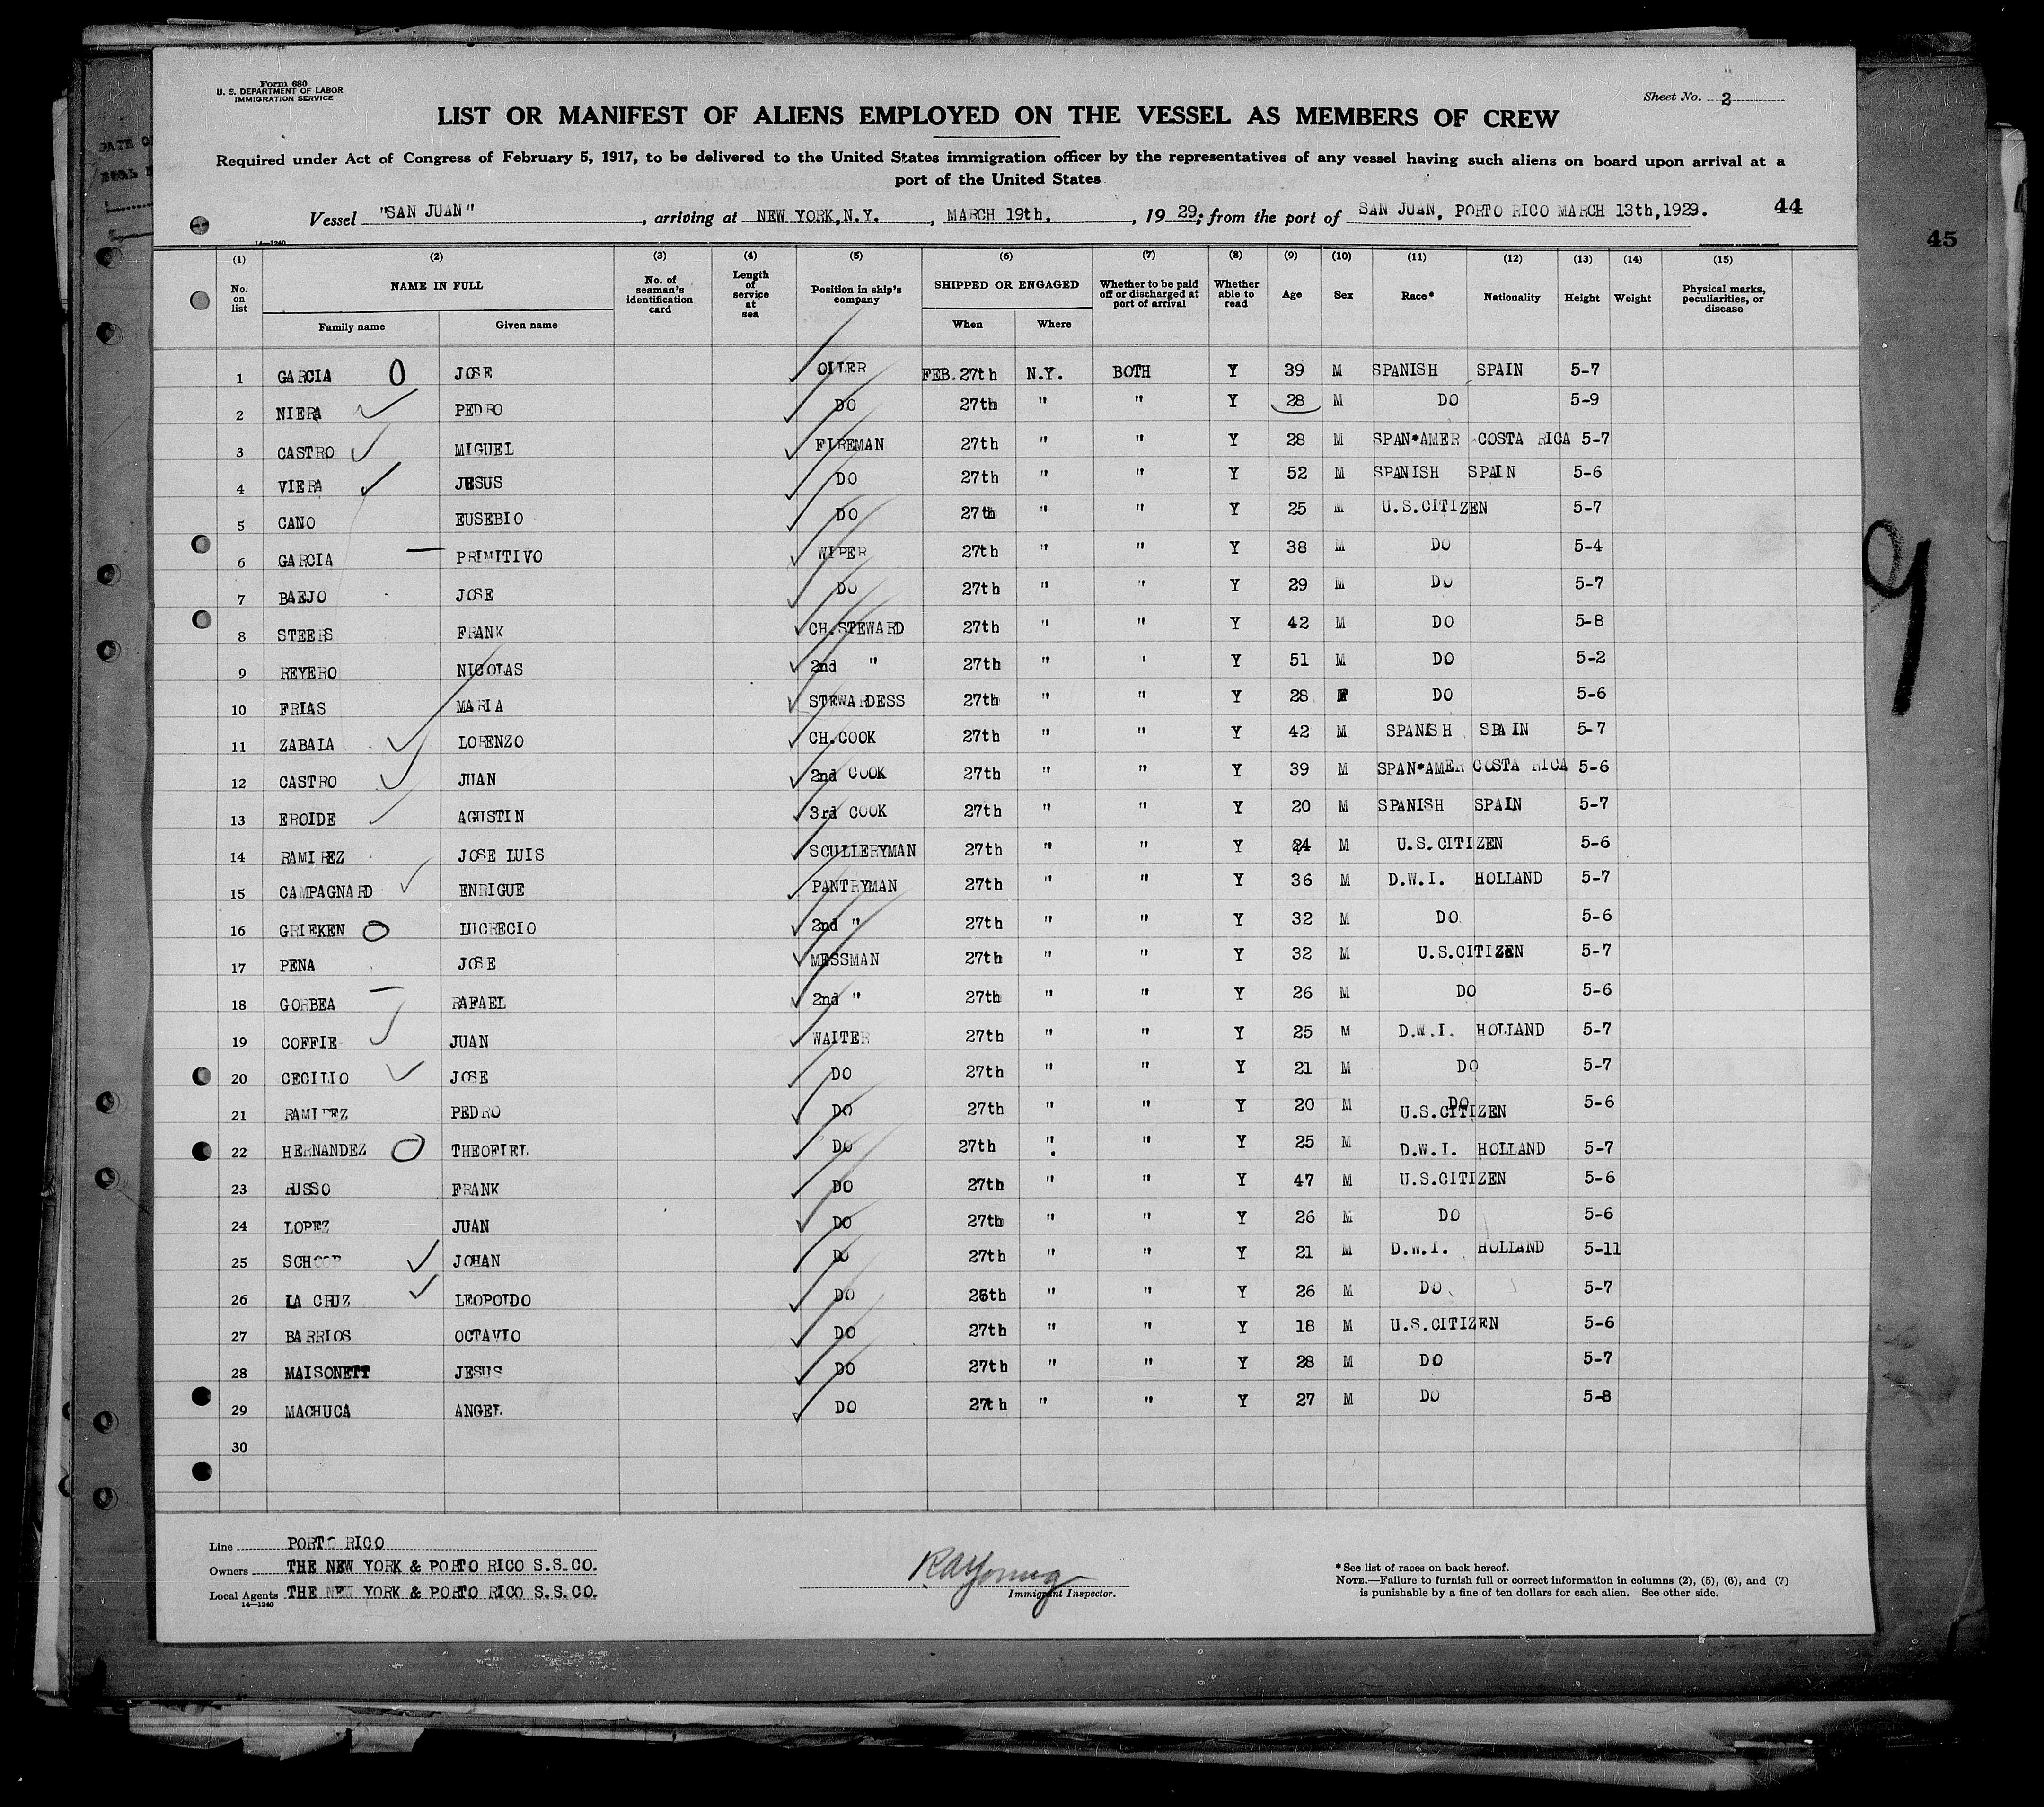 Form 680
U. S. DEPARTMENT OF LABOR
IMMIGRATION SERVICE
Sheet No. 2
LIST OR MANIFEST OF ALIENS EMPLOYED ON THE VESSEL AS MEMBERS OF CREW
Required under Act of Congress of February 5, 1917, to be delivered to the United States immigration officer by the representatives of any vessel having such aliens on board upon arrival at a
port of the United States
Vessel "SAN JUAN", arriving at NEW YORK, N.Y., MARCH 19th., 1929; from the port of SAN JUAN, PORTO RICO MARCH 13th, 1929. 44
45
14—1240
(1) (2) (3) (4) (5) (6) (7) (8) (9) (10) (11) (12) (13) (14) (15)
No. on list NAME IN FULL Family name Given name No. of seaman's identification card Length of service at sea Position in ship's company SHIPPED OR ENGAGED When Where Whether to be paid off or discharged at port of arrival Whether able to read Age Sex Race* Nationality Height Weight Physical marks, peculiarities, or disease
1 GARCIA 0 JOSE OILER FEB. 27th N.Y. BOTH Y 39 M SPANISH SPAIN 5-7
2 NIERA PEDRO DO 27th " " Y 28 M DO 5-9
3 CASTRO MIGUEL FIREMAN 27th " " Y 28 M SPAN*AMER COSTA RICA 5-7
4 VIERA JESUS DO 27th " " Y 52 M SPANISH SPAIN 5-6
5 CANO EUSEBIO DO 27th " " Y 25 M U.S.CITIZEN 5-7
6 GARCIA — PRIMITIVO WIPER 27th " " Y 38 M DO 5-4
7 BAEJO JOSE DO 27th " " Y 29 M DO 5-7
8 STEERS FRANK CH.STEWARD 27th " " Y 42 M DO 5-8
9 REYERO NICOLAS 2nd " 27th " ' Y 51 M DO 5-2
10 FRIAS MARIA STEWARDESS 27th " " Y 28 F DO 5-6
11 ZABALA LORENZO CH.COOK 27th " " Y 42 M SPANISH SPAIN 5-7
12 CASTRO JUAN 2nd COOK 27th " " Y 39 M SPAN*AMER COSTA RICA 5-6
13 EROIDE AGUSTIN 3rd COOK 27th " " Y 20 M SPANISH SPAIN 5-7
14 RAMIREZ JOSE LUIS SCULLERYMAN 27th " " Y 24 M U.S.CITIZEN 5-6
15 CAMPAGNARD ENRIGUE PANTRYMAN 27th " " Y 36 M D.W.I. HOLLAND 5-7
16 GRIEKEN O LUCRECIO 2nd " 27th " " Y 32 M DO 5-6
17 PENA JOSE MESSMAN 27th " " Y 32 M U.S.CITIZEN 5-7
18 GORBEA — RAFAEL 2nd " 27th " " Y 26 M DO 5-6
19 COFFIE JUAN WAITER 27th " " Y 25 M D.W.I. HOLLAND 5-7
20 CECILIO JOSE DO 27th " " Y 21 M DO 5-7
21 RAMIREZ PEDRO DO 27th " " Y 20 M DO U.S.CITIZEN 5-6
22 HERNANDEZ O THEOFIEL DO 27th " " Y 25 M D.W.I. HOLLAND 5-7
23 RUSSO FRANK DO 27th " " Y 47 M U.S.CITIZEN 5-6
24 LOPEZ JUAN DO 27th " " Y 26 M DO 5-6
25 SCHOOP JOHAN DO 27th " " Y 21 M D.W.I. HOLLAND 5-11
26 LA CRUZ LEOPOLDO DO 26th " " Y 26 M DO 5-7
27 BARRIOS OCTAVIO DO 27th " " Y 18 M U.S.CITIZEN 5-6
28 MAISONETT JESUS DO 27th " " Y 28 M DO 5-7
29 MACHUCA ANGEL DO 27th " " Y 27 M DO 5-8
30
9
Line PORTO RICO
Owners THE NEW YORK & PORTO RICO S.S.CO.
Local Agents THE NEW YORK & PORTO RICO S.S.CO.
14—1240
RAYoung
Immigrant Inspector.
*See list of races on back hereof.
NOTE.—Failure to furnish full or correct information in columns (2), (5), (6), and (7)
is punishable by a fine of ten dollars for each alien. See other side.